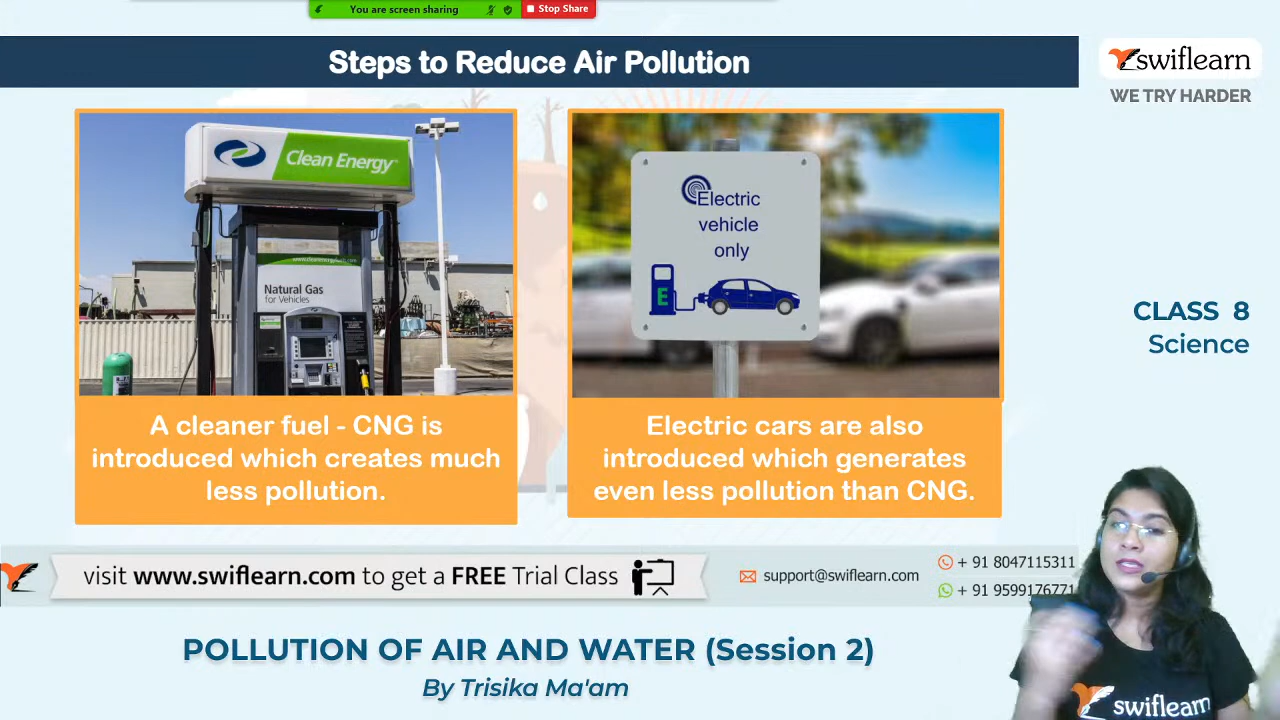 You are screen sharing
Stop Share
Steps to Reduce Air Pollution
swiflearn
WE TRY HARDER
Clean Energy
www.cleanenergyfuels.com
Natural Gas
for Vehicles
Electric
vehicle
only
E
A cleaner fuel - CNG is
introduced which creates much
less pollution.
Electric cars are also
introduced which generates
even less pollution than CNG.
CLASS 8
Science
visit www.swiflearn.com to get a FREE Trial Class
support@swiflearn.com
+ 91 8047115311
+ 91 9599176771
POLLUTION OF AIR AND WATER (Session 2)
By Trisika Ma'am
swiflearn